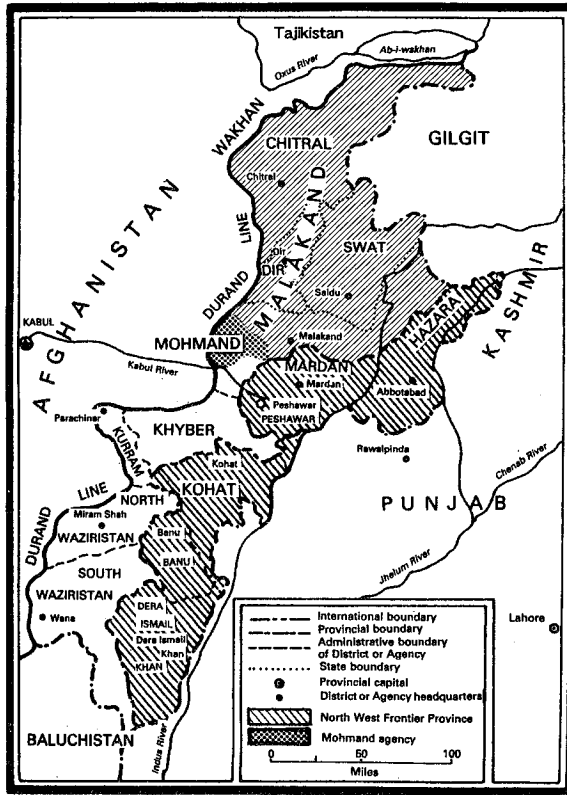 Tajikistan
Oxus River
Ab-i-wakhan
WAKHAN
CHITRAL
GILGIT
Chitral
AFGHANISTAN
DURAND LINE
MALAKAND
Dir
DIR
SWAT
Saidu
KASHMIR
HAZARA
KABUL
MOHMAND
Malakand
MARDAN
Mardan
Kabul River
Peshawar
PESHAWAR
Abbotabad
Parachinar
KHYBER
KURRAM
Rawalpinda
Kohat
KOHAT
Chenab River
PUNJAB
DURAND LINE
NORTH
WAZIRISTAN
Miram Shah
Banu
BANU
Jhelum River
SOUTH
WAZIRISTAN
Wana
DERA
ISMAIL
Dera Ismail
Khan
KHAN
Lahore
BALUCHISTAN
Indus River
International boundary
Provincial boundary
Administrative boundary
of District or Agency
State boundary
Provincial capital
District or Agency headquarters
North West Frontier Province
Mohmand agency
0 50 100
Miles